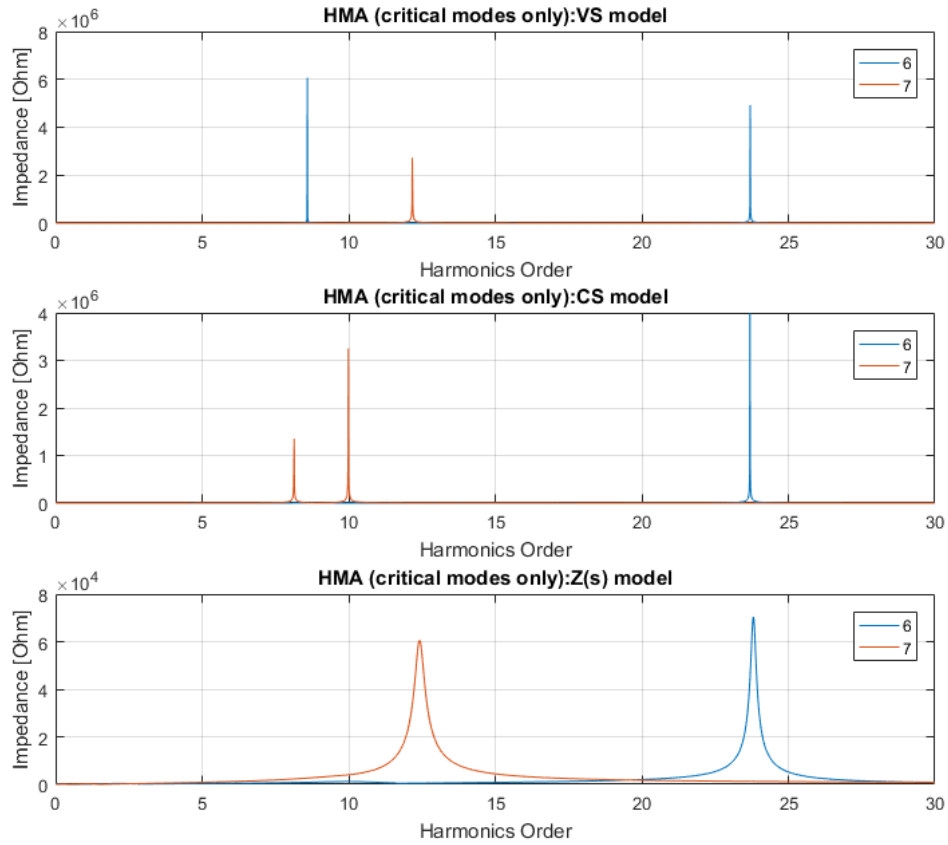 HMA (critical modes only):VS model
×10^6
Impedance [Ohm]
8
6
4
2
0
0 5 10 15 20 25 30
Harmonics Order
6
7
HMA (critical modes only):CS model
×10^6
Impedance [Ohm]
4
3
2
1
0
0 5 10 15 20 25 30
Harmonics Order
6
7
HMA (critical modes only):Z(s) model
×10^4
Impedance [Ohm]
8
6
4
2
0
0 5 10 15 20 25 30
Harmonics Order
6
7